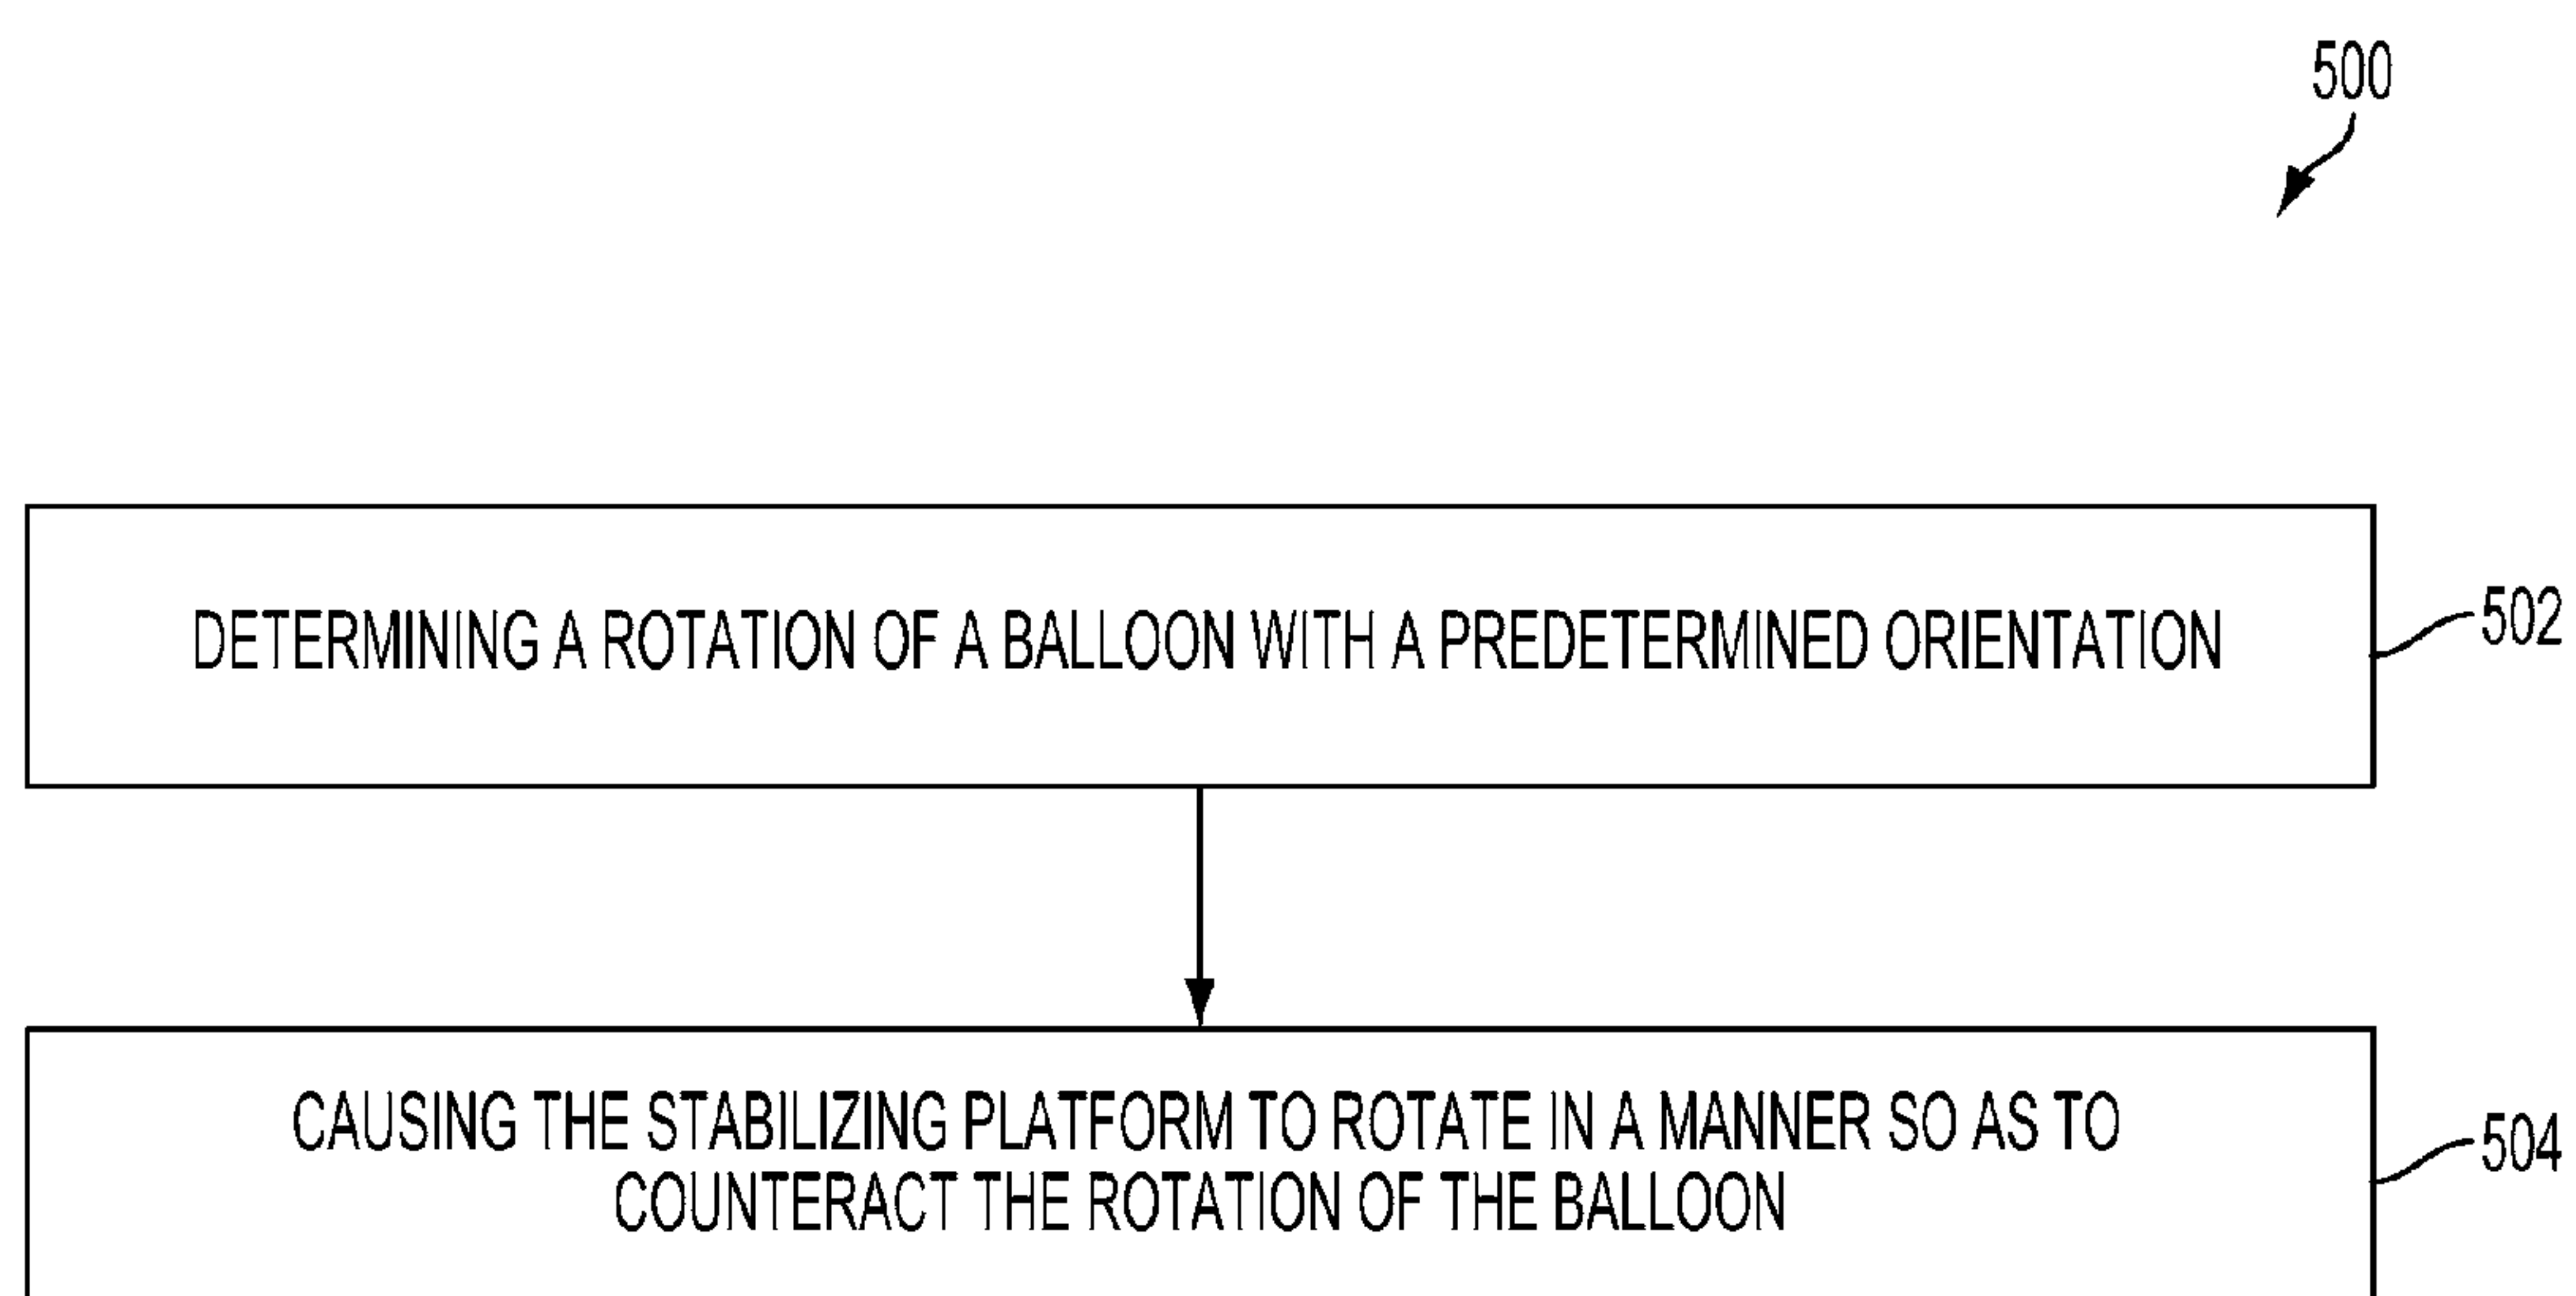 500
DETERMINING A ROTATION OF A BALLOON WITH A PREDETERMINED ORIENTATION
502
CAUSING THE STABILIZING PLATFORM TO ROTATE IN A MANNER SO AS TO
COUNTERACT THE ROTATION OF THE BALLOON
504